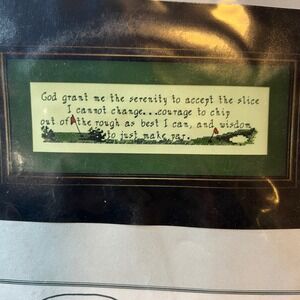 God grant me the serenity to accept the slice
I cannot change...courage to chip
out of the rough as best I can, and wisdom
to just make par.